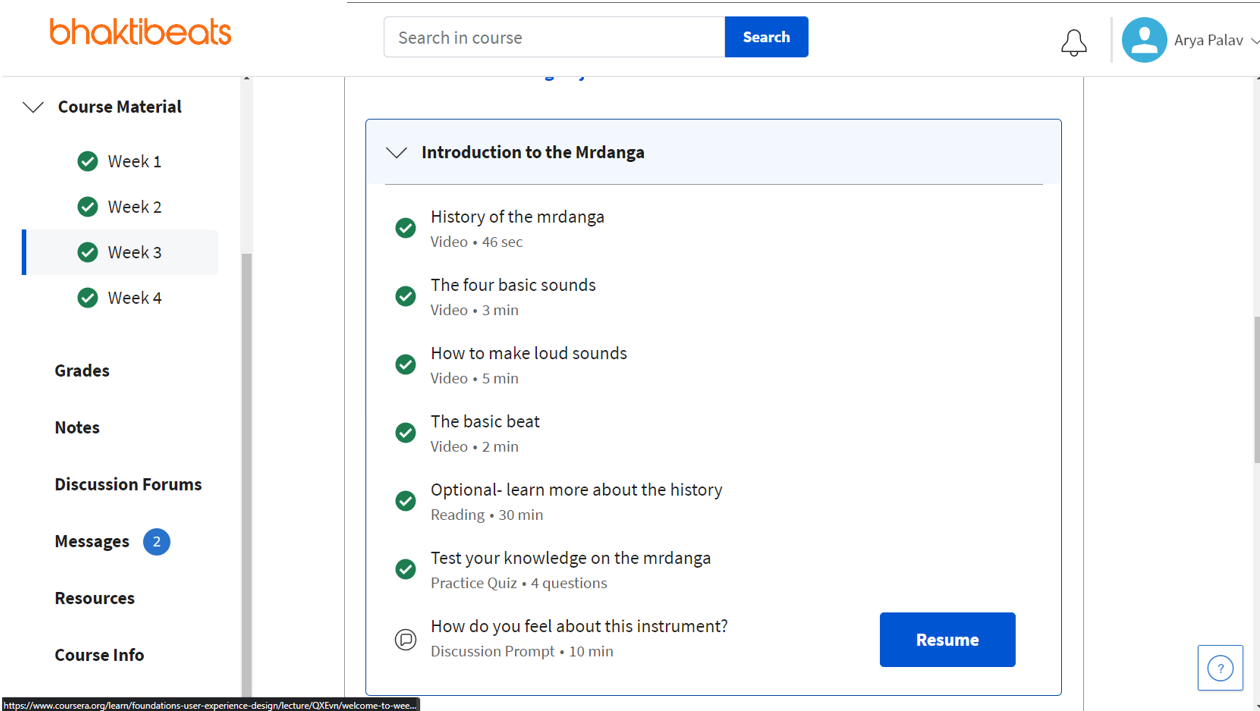 bhaktibeats
Search in course
Search
Arya Palav
Course Material
Week 1
Week 2
Week 3
Week 4
Grades
Notes
Discussion Forums
Messages 2
Resources
Course Info
Introduction to the Mrdanga
History of the mrdanga
Video • 46 sec
The four basic sounds
Video • 3 min
How to make loud sounds
Video • 5 min
The basic beat
Video • 2 min
Optional- learn more about the history
Reading • 30 min
Test your knowledge on the mrdanga
Practice Quiz • 4 questions
How do you feel about this instrument?
Discussion Prompt • 10 min
Resume
?
https://www.coursera.org/learn/foundations-user-experience-design/lecture/QXEvn/welcome-to-wee...